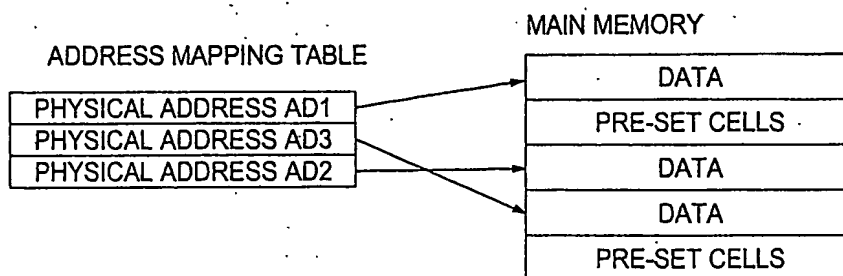 MAIN MEMORY
ADDRESS MAPPING TABLE
PHYSICAL ADDRESS AD1
PHYSICAL ADDRESS AD3
PHYSICAL ADDRESS AD2
DATA
PRE-SET CELLS
DATA
DATA
PRE-SET CELLS